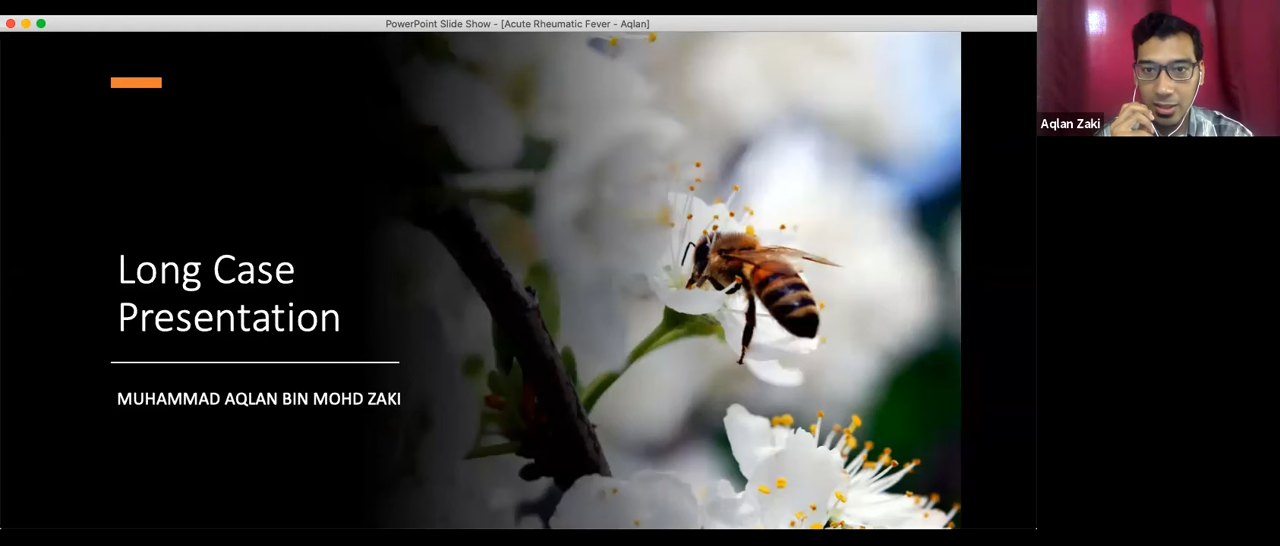 PowerPoint Slide Show - [Acute Rheumatic Fever - Aqlan]
Aqlan Zaki
Long Case
Presentation
MUHAMMAD AQLAN BIN MOHD ZAKI